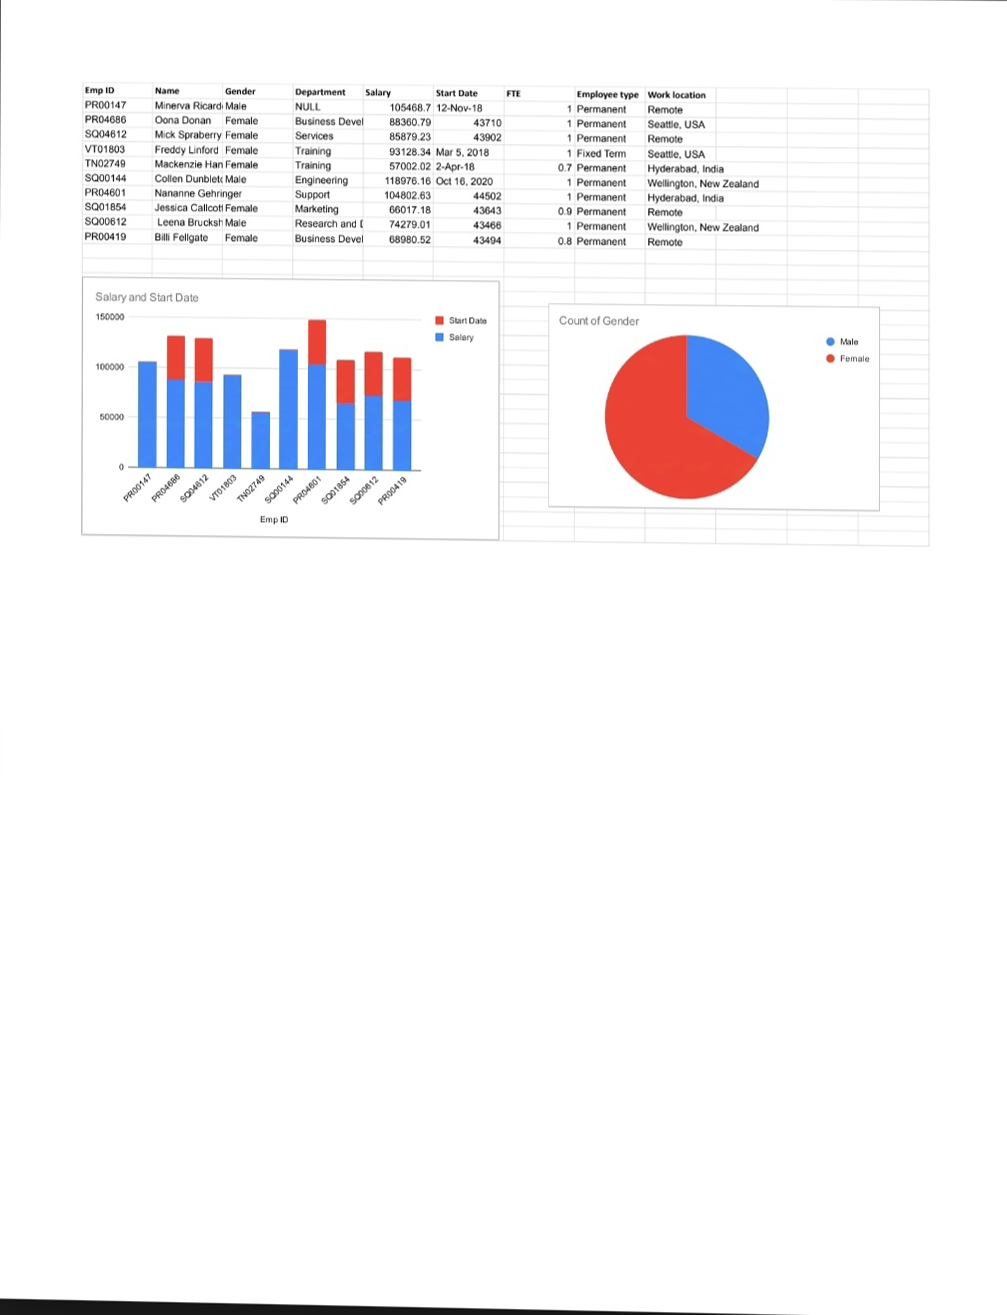 Emp ID Name Gender Department Salary Start Date FTE Employee type Work location
PR00147 Minerva Ricard Male NULL 105468.7 12-Nov-18 1 Permanent Remote
PR04686 Oona Donan Female Business Devel 88360.79 43710 1 Permanent Seattle, USA
SQ04612 Mick Spraberry Female Services 85879.23 43902 1 Permanent Remote
VT01803 Freddy Linford Female Training 93128.34 Mar 5, 2018 1 Fixed Term Seattle, USA
TN02749 Mackenzie Han Female Training 57002.02 2-Apr-18 0.7 Permanent Hyderabad, India
SQ00144 Collen Dunblet Male Engineering 118976.16 Oct 16, 2020 1 Permanent Wellington, New Zealand
PR04601 Nananne Gehringer Support 104802.63 44502 1 Permanent Hyderabad, India
SQ01854 Jessica Callcott Female Marketing 66017.18 43643 0.9 Permanent Remote
SQ00612 Leena Bruckst Male Research and D 74279.01 43466 1 Permanent Wellington, New Zealand
PR00419 Billi Fellgate Female Business Devel 68980.52 43494 0.8 Permanent Remote
Salary and Start Date
150000
100000
50000
0
Start Date
Salary
PR00147 PR04686 SQ04612 VT01803 TN02749 SQ00144 PR04601 SQ01854 SQ00612 PR00419
Emp ID
Count of Gender
Male
Female